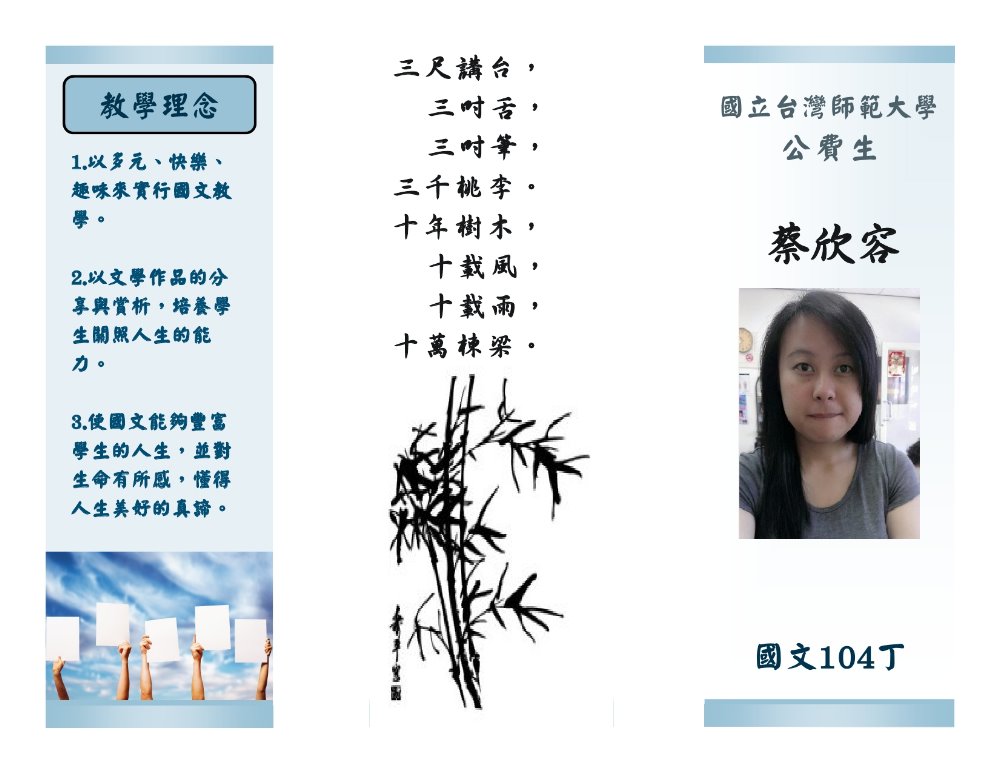 教學理念
1.以多元、快樂、
趣味來實行國文教
學。
2.以文學作品的分
享與賞析，培養學
生關照人生的能
力。
3.使國文能夠豐富
學生的人生，並對
生命有所感，懂得
人生美好的真諦。
三尺講台，
三吋舌，
三吋筆，
三千桃李。
十年樹木，
十載風，
十載雨，
十萬棟梁。
國立台灣師範大學
公費生
蔡欣容
國文104丁